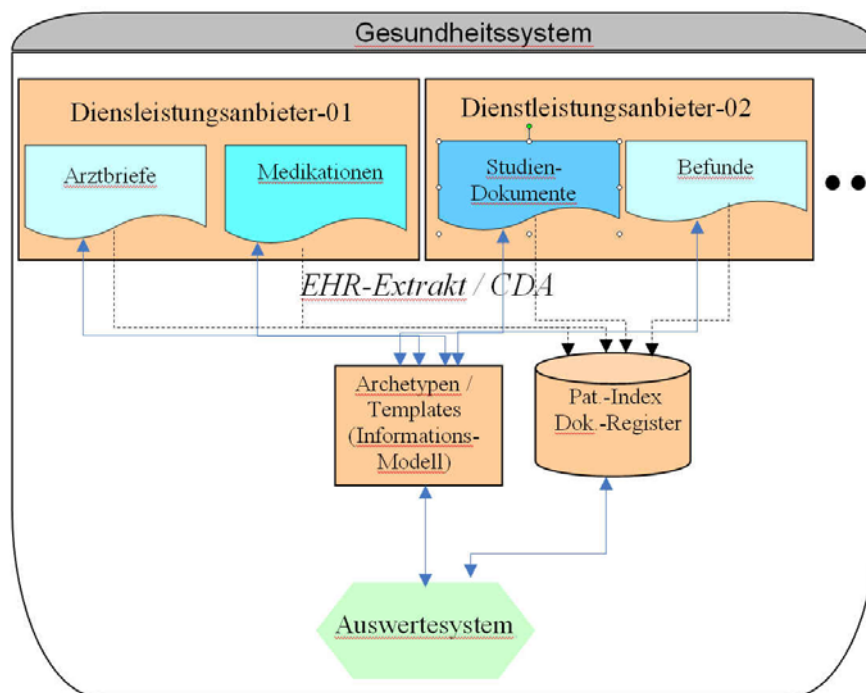 Gesundheitssystem
Diensleistungsanbieter-01
Dienstleistungsanbieter-02
Arztbriefe
Medikationen
Studien-
Dokumente
Befunde
EHR-Extrakt / CDA
Archetypen /
Templates
(Informations-
Modell)
Pat.-Index
Dok.-Register
Auswertesystem